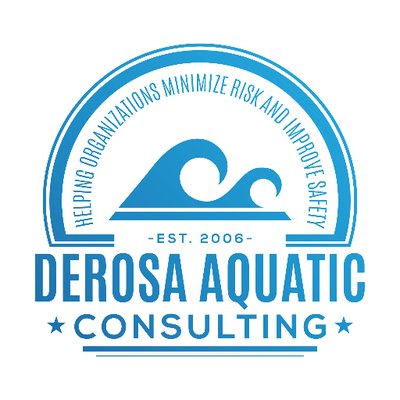 HELPING ORGANIZATIONS MINIMIZE RISK AND IMPROVE SAFETY
-EST. 2006-
DEROSA AQUATIC
★ CONSULTING ★